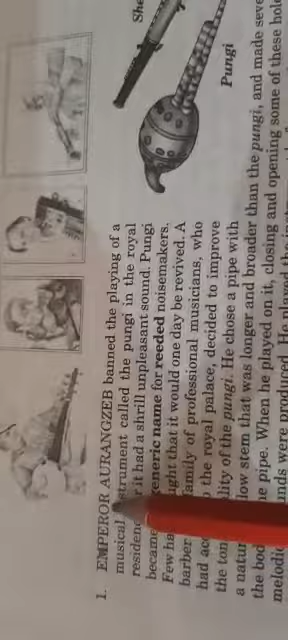 She
Pungi
1. EMPEROR AURANGZEB banned the playing of a
musical strument called the pungi in the royal
residenc r it had a shrill unpleasant sound. Pungi
became generic name for reeded noisemakers.
Few ha ught that it would one day be revived. A
barber family of professional musicians, who
had acc the royal palace, decided to improve
the ton lity of the pungi. He chose a pipe with
a natur low stem that was longer and broader than the pungi, and made seve
the bod e pipe. When he played on it, closing and opening some of these hole
melodi nds were produced. He played the